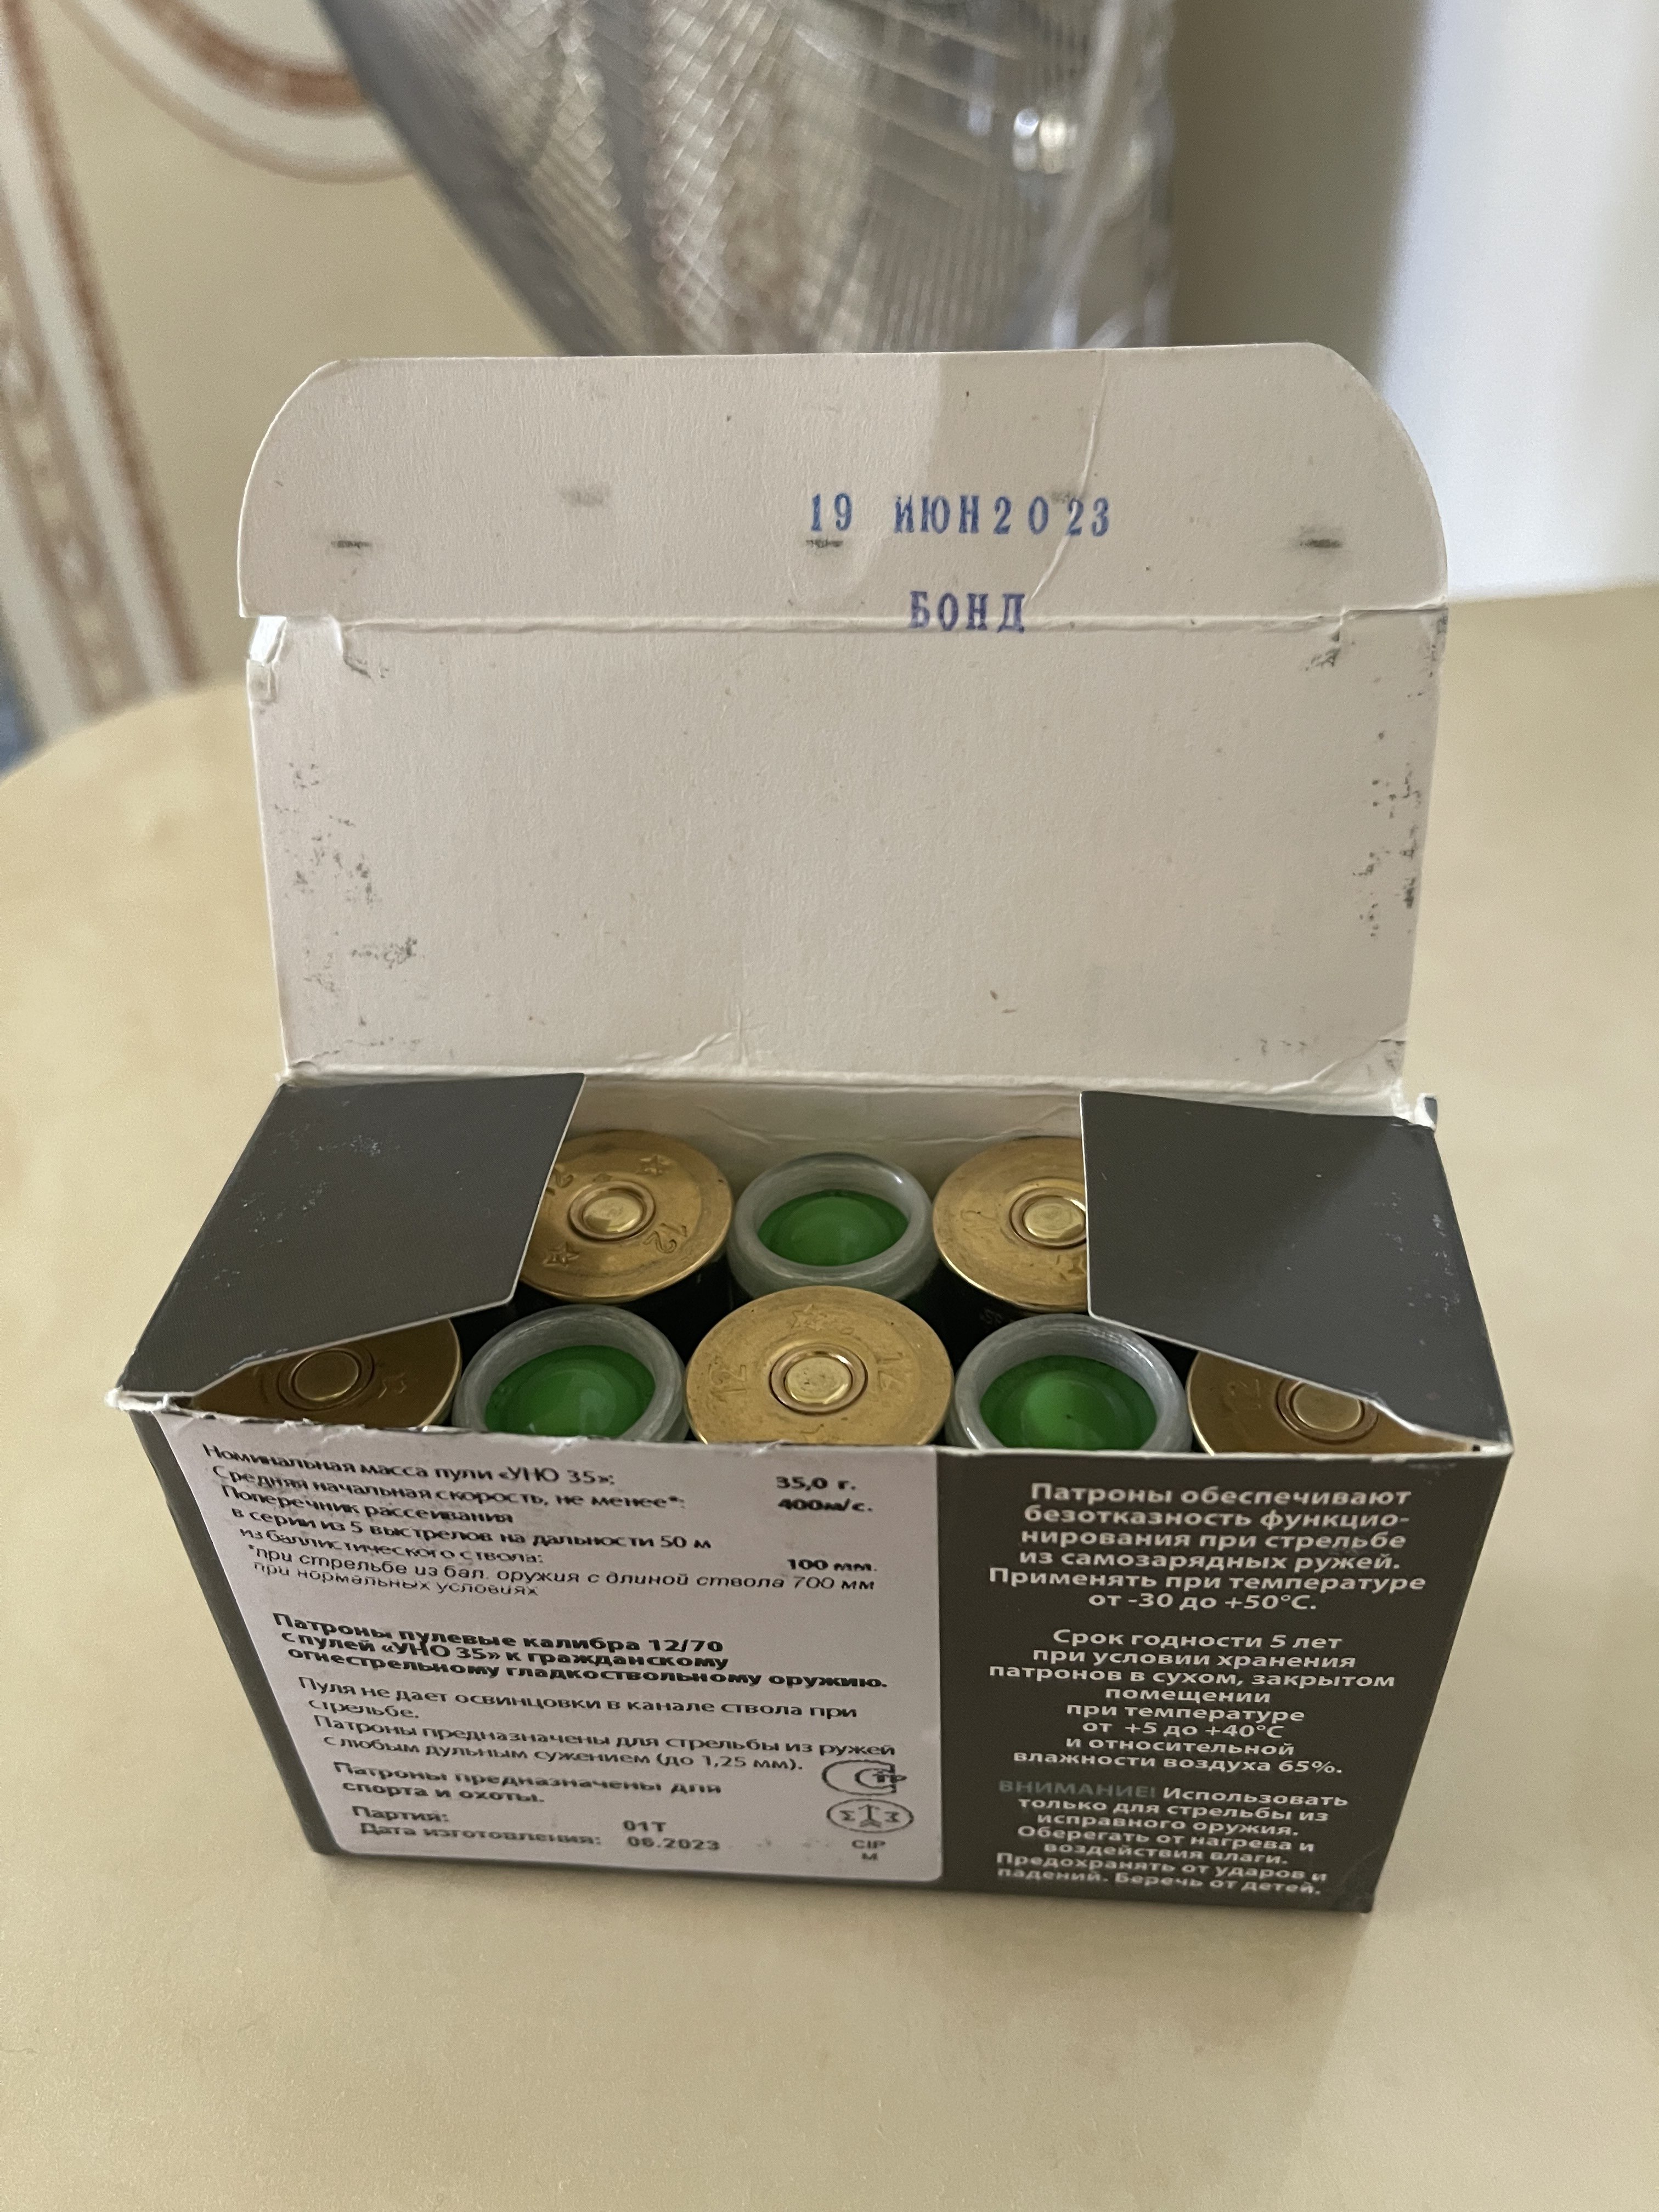 19 ИЮН2023
БОНД
12
12 12
Номинальная масса пули «УНО 35»: 35,0 г.
Средняя начальная скорость, не менее*: 400м/с.
Поперечник рассеивания
в серии из 5 выстрелов на дальности 50 м
из баллистического ствола: 100 мм.
*при стрельбе из бал. оружия с длиной ствола 700 мм
при нормальных условиях
Патроны пулевые калибра 12/70
с пулей «УНО 35» к гражданскому
огнестрельному гладкоствольному оружию.
Пуля не дает освинцовки в канале ствола при
стрельбе.
Патроны предназначены для стрельбы из ружей
с любым дульным сужением (до 1,25 мм).
Патроны предназначены для
спорта и охоты.
Партия: 01Т
Дата изготовления: 06.2023
CIP
М
Патроны обеспечивают
безотказность функцио-
нирования при стрельбе
из самозарядных ружей.
Применять при температуре
от -30 до +50°С.
Срок годности 5 лет
при условии хранения
патронов в сухом, закрытом
помещении
при температуре
от +5 до +40°С
и относительной
влажности воздуха 65%.
ВНИМАНИЕ! Использовать
только для стрельбы из
исправного оружия.
Оберегать от нагрева и
воздействия влаги.
Предохранять от ударов и
падений. Беречь от детей.